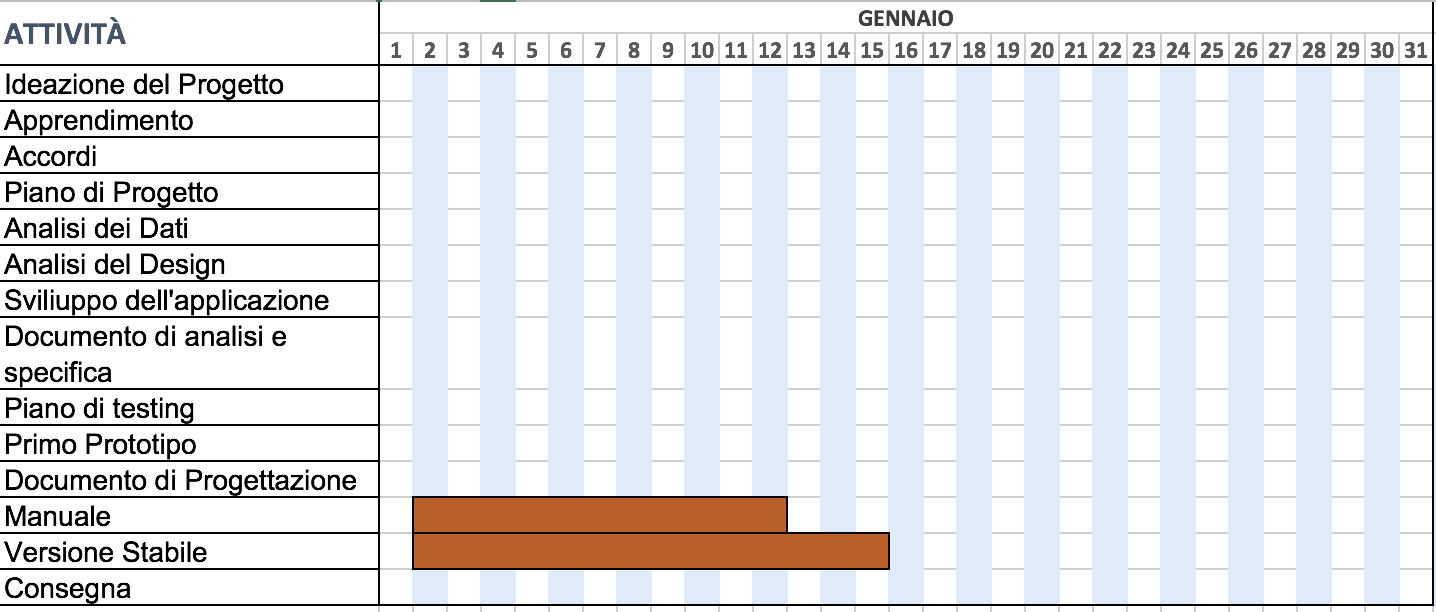 GENNAIO
ATTIVITÀ
1 2 3 4 5 6 7 8 9 10 11 12 13 14 15 16 17 18 19 20 21 22 23 24 25 26 27 28 29 30 31
Ideazione del Progetto
Apprendimento
Accordi
Piano di Progetto
Analisi dei Dati
Analisi del Design
Sviliuppo dell'applicazione
Documento di analisi e
specifica
Piano di testing
Primo Prototipo
Documento di Progettazione
Manuale
Versione Stabile
Consegna